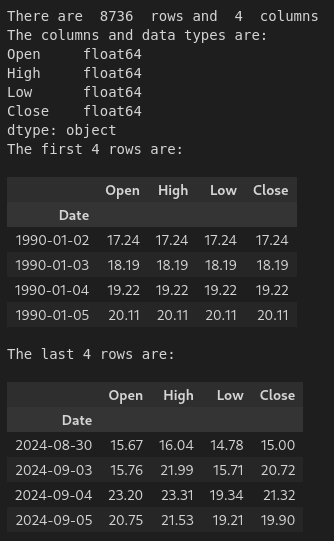 There are  8736  rows and  4  columns
The columns and data types are:
Open     float64
High     float64
Low      float64
Close    float64
dtype: object
The first 4 rows are:
Open High Low Close
Date
1990-01-02 17.24 17.24 17.24 17.24
1990-01-03 18.19 18.19 18.19 18.19
1990-01-04 19.22 19.22 19.22 19.22
1990-01-05 20.11 20.11 20.11 20.11
The last 4 rows are:
Open High Low Close
Date
2024-08-30 15.67 16.04 14.78 15.00
2024-09-03 15.76 21.99 15.71 20.72
2024-09-04 23.20 23.31 19.34 21.32
2024-09-05 20.75 21.53 19.21 19.90